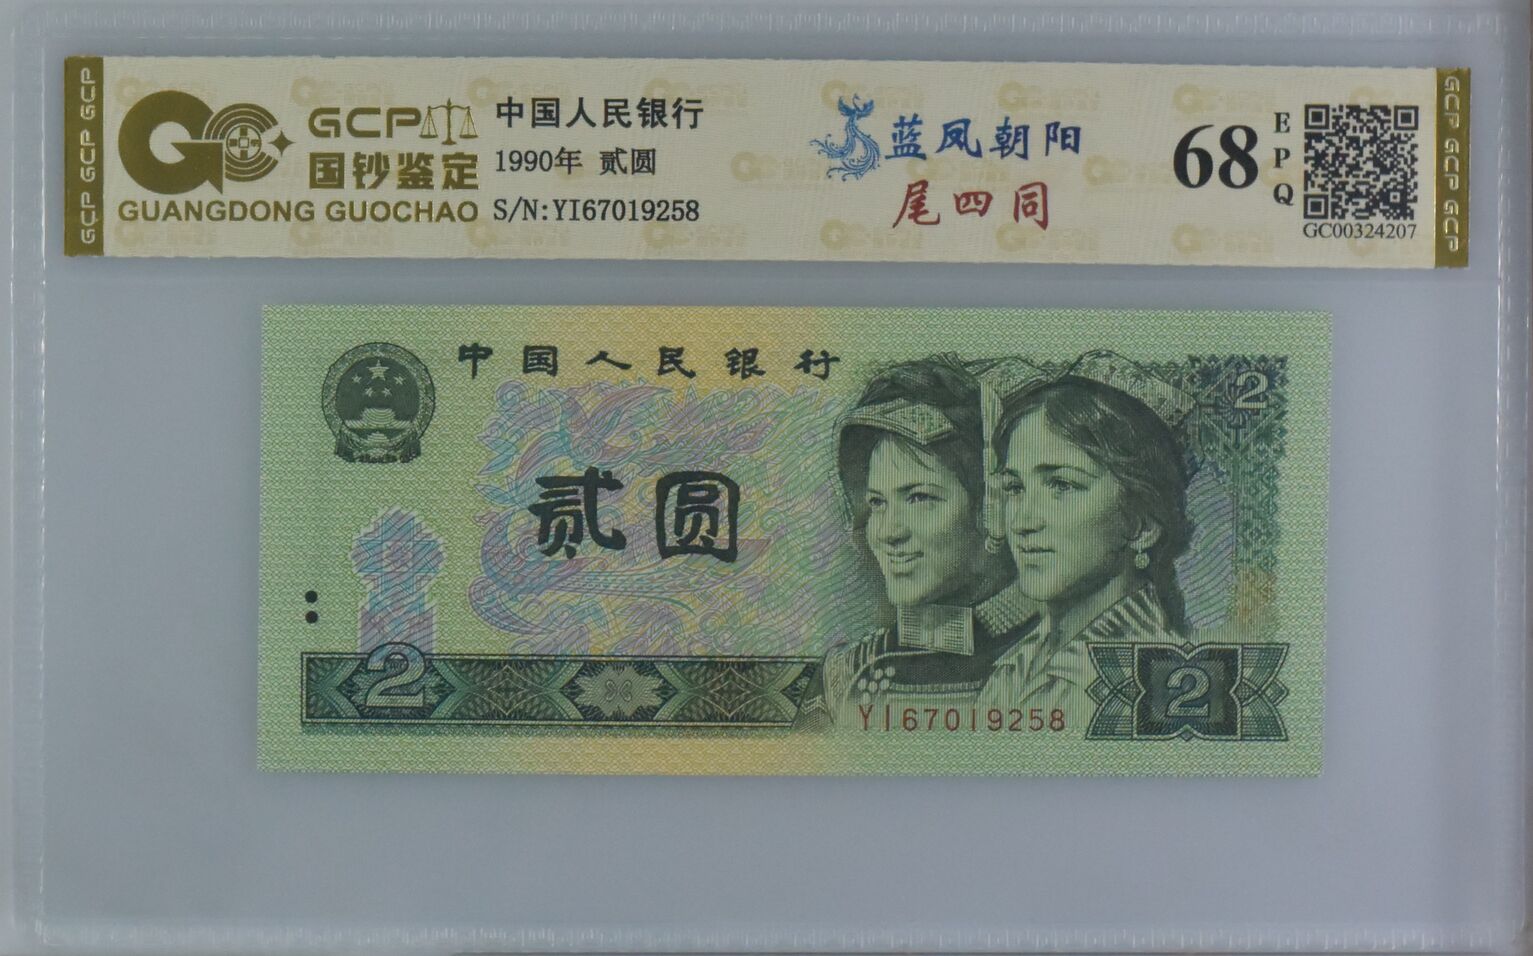 GCP GCP GCP
GCP
国钞鉴定
GUANGDONG GUOCHAO
中国人民银行
1990年 贰圆
S/N:YI67019258
蓝凤朝阳
尾四同
68
EPQ
GC00324207
GCP GCP GCP
中国人民银行
2
贰圆
2
YI67019258
2